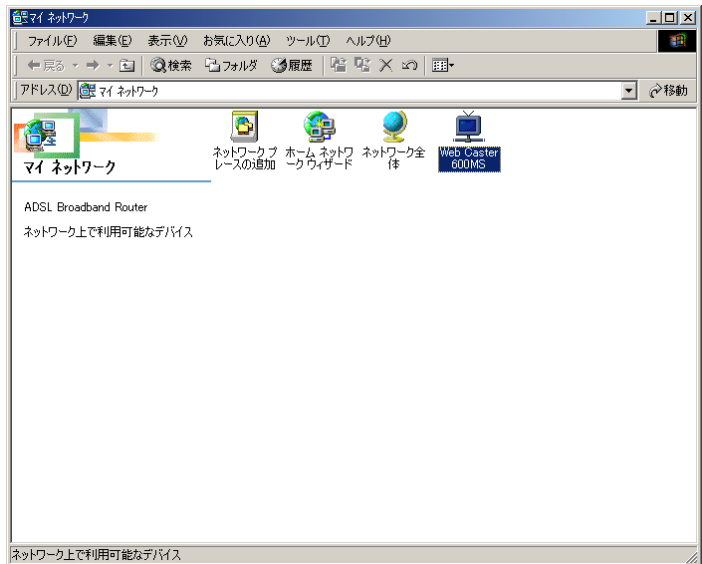 マイ ネットワーク
ファイル(F) 編集(E) 表示(V) お気に入り(A) ツール(T) ヘルプ(H)
戻る 検索 フォルダ 履歴
アドレス(D) マイ ネットワーク 移動
マイ ネットワーク
ADSL Broadband Router
ネットワーク上で利用可能なデバイス
ネットワーク プ
レースの追加
ホーム ネットワ
ーク ウィザード
ネットワーク全
体
Web Caster
600MS
ネットワーク上で利用可能なデバイス